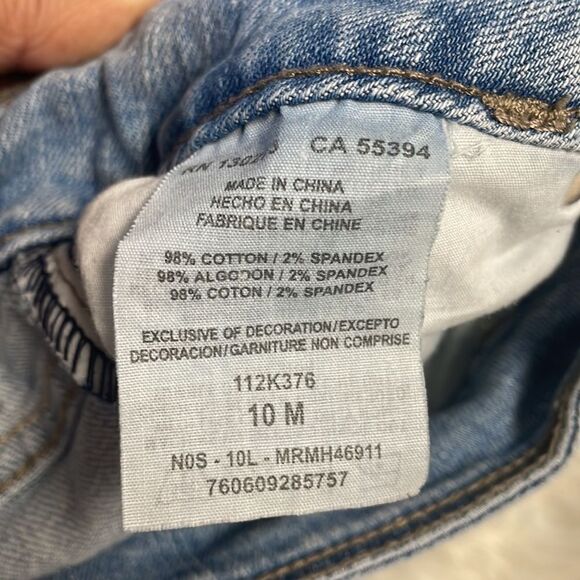 CA 55394
MADE IN CHINA
HECHO EN CHINA
FABRIQUE EN CHINE
98% COTTON / 2% SPANDEX
98% ALGODON / 2% SPANDEX
98% COTON / 2% SPANDEX
EXCLUSIVE OF DECORATION/EXCEPTO
DECORACION/GARNITURE NON COMPRISE
112K376
10 M
N0S - 10L - MRMH46911
760609285757